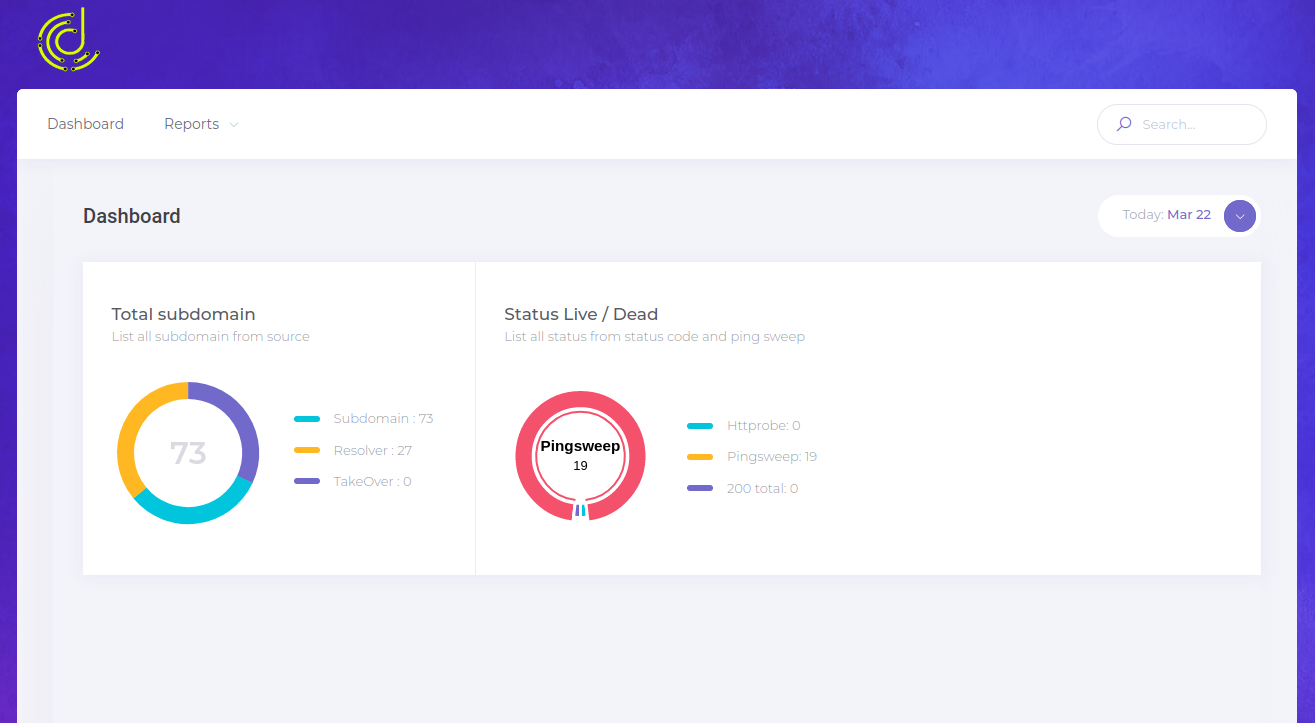 Dashboard
Reports
Search...
Dashboard
Today: Mar 22
Total subdomain
List all subdomain from source
73
Subdomain : 73
Resolver : 27
TakeOver : 0
Status Live / Dead
List all status from status code and ping sweep
Pingsweep
19
Httprobe: 0
Pingsweep: 19
200 total: 0